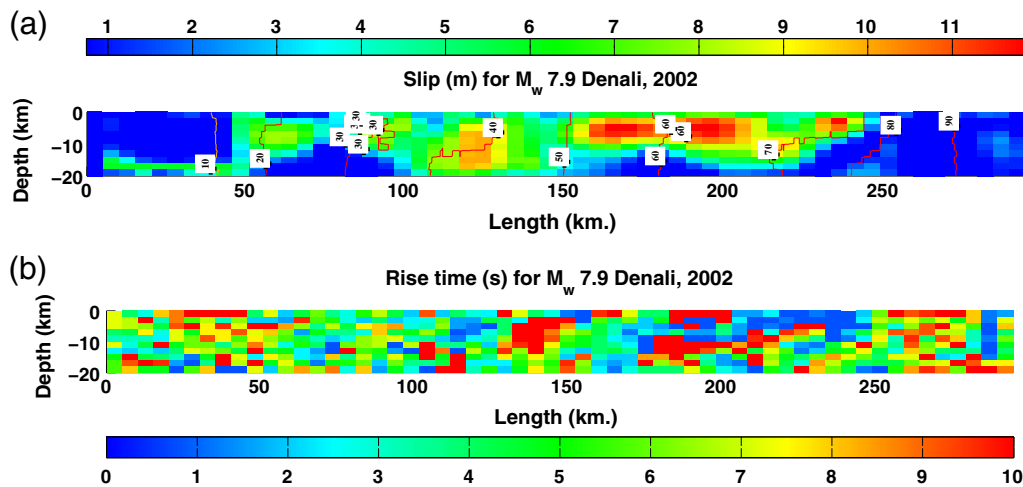 (a)
1 2 3 4 5 6 7 8 9 10 11
Slip (m) for M_w 7.9 Denali, 2002
Depth (km)
0
−10
−20
10 20 30 30 30 30 30 40 50 60 60 60 70 80 90
0 50 100 150 200 250
Length (km.)
(b)
Rise time (s) for M_w 7.9 Denali, 2002
Depth (km)
0
−10
−20
0 50 100 150 200 250
Length (km.)
0 1 2 3 4 5 6 7 8 9 10